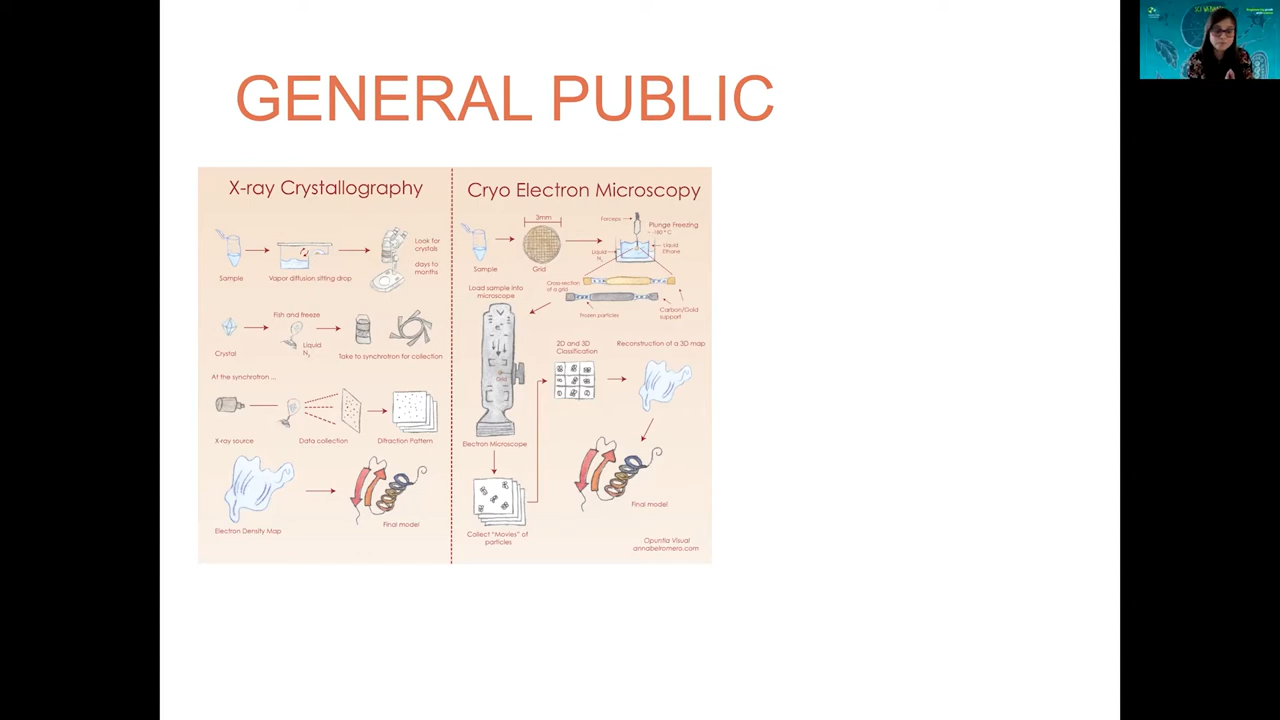 GENERAL PUBLIC
X-ray Crystallography
Sample
Vapor diffusion sitting drop
Look for
crystals
days to
months
Crystal
Fish and freeze
Liquid
N2
Take to synchrotron for collection
At the synchrotron ...
X-ray source
Data collection
Difraction Pattern
Electron Density Map
Final model
Cryo Electron Microscopy
Sample
3mm
Grid
Forceps
Plunge Freezing
~ -180 ° C
Liquid
N2
Liquid
Ethane
Cross-section
of a grid
Frozen particles
Carbon/Gold
support
Load sample into
microscope
Grid
Electron Microscope
Collect "Movies" of
particles
2D and 3D
Classification
Reconstruction of a 3D map
Final model
Opuntia Visual
annabelromero.com